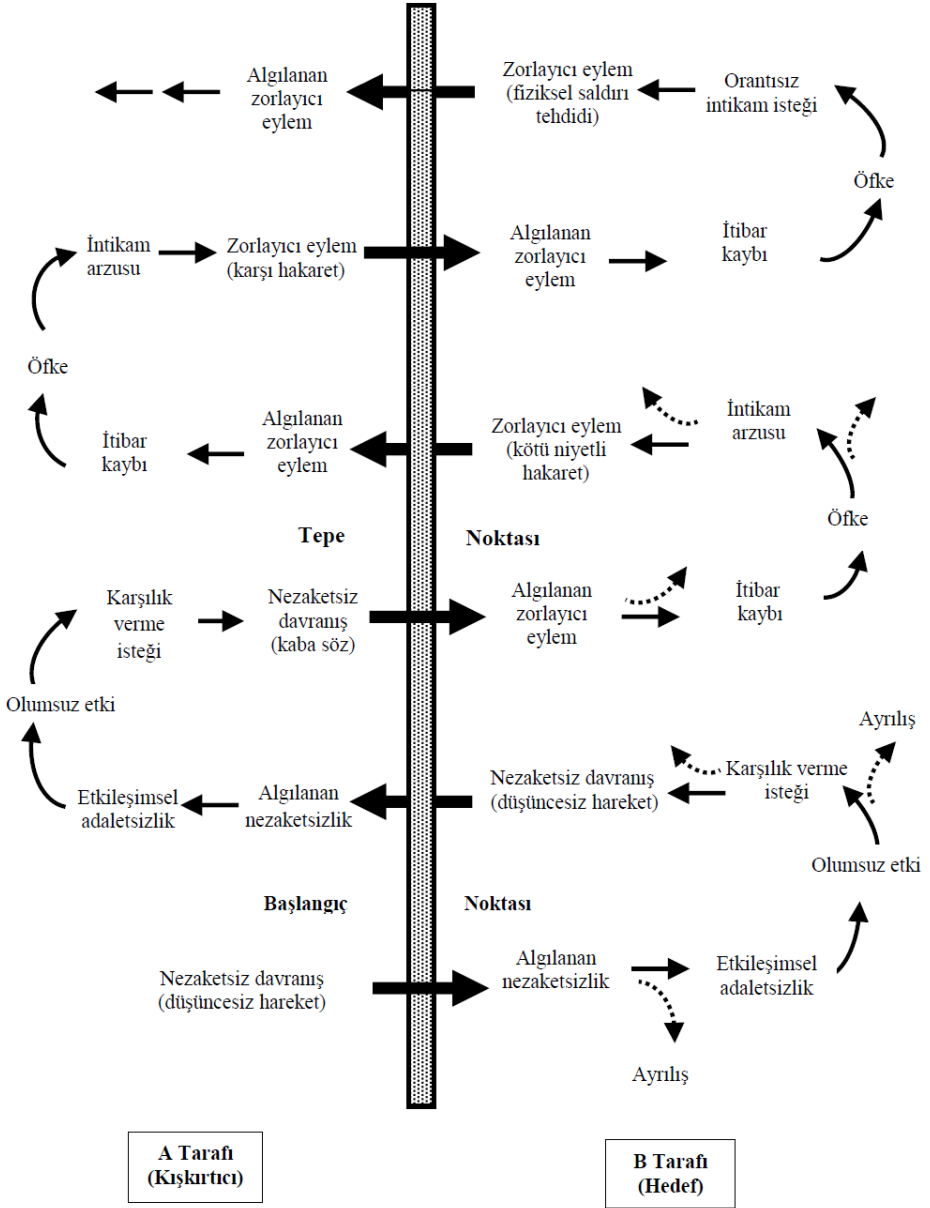 Algılanan
zorlayıcı
eylem
Zorlayıcı eylem
(fiziksel saldırı
tehdidi)
Orantısız
intikam isteği
Öfke
İntikam
arzusu
Zorlayıcı eylem
(karşı hakaret)
Algılanan
zorlayıcı
eylem
İtibar
kaybı
Öfke
İtibar
kaybı
Algılanan
zorlayıcı
eylem
Zorlayıcı eylem
(kötü niyetli
hakaret)
İntikam
arzusu
Öfke
Tepe Noktası
Karşılık
verme
isteği
Nezaketsiz
davranış
(kaba söz)
Algılanan
zorlayıcı
eylem
İtibar
kaybı
Olumsuz etki
Ayrılış
Etkileşimsel
adaletsizlik
Algılanan
nezaketsizlik
Nezaketsiz davranış
(düşüncesiz hareket)
Karşılık verme
isteği
Olumsuz etki
Başlangıç Noktası
Nezaketsiz davranış
(düşüncesiz hareket)
Algılanan
nezaketsizlik
Etkileşimsel
adaletsizlik
Ayrılış
A Tarafı
(Kışkırtıcı)
B Tarafı
(Hedef)